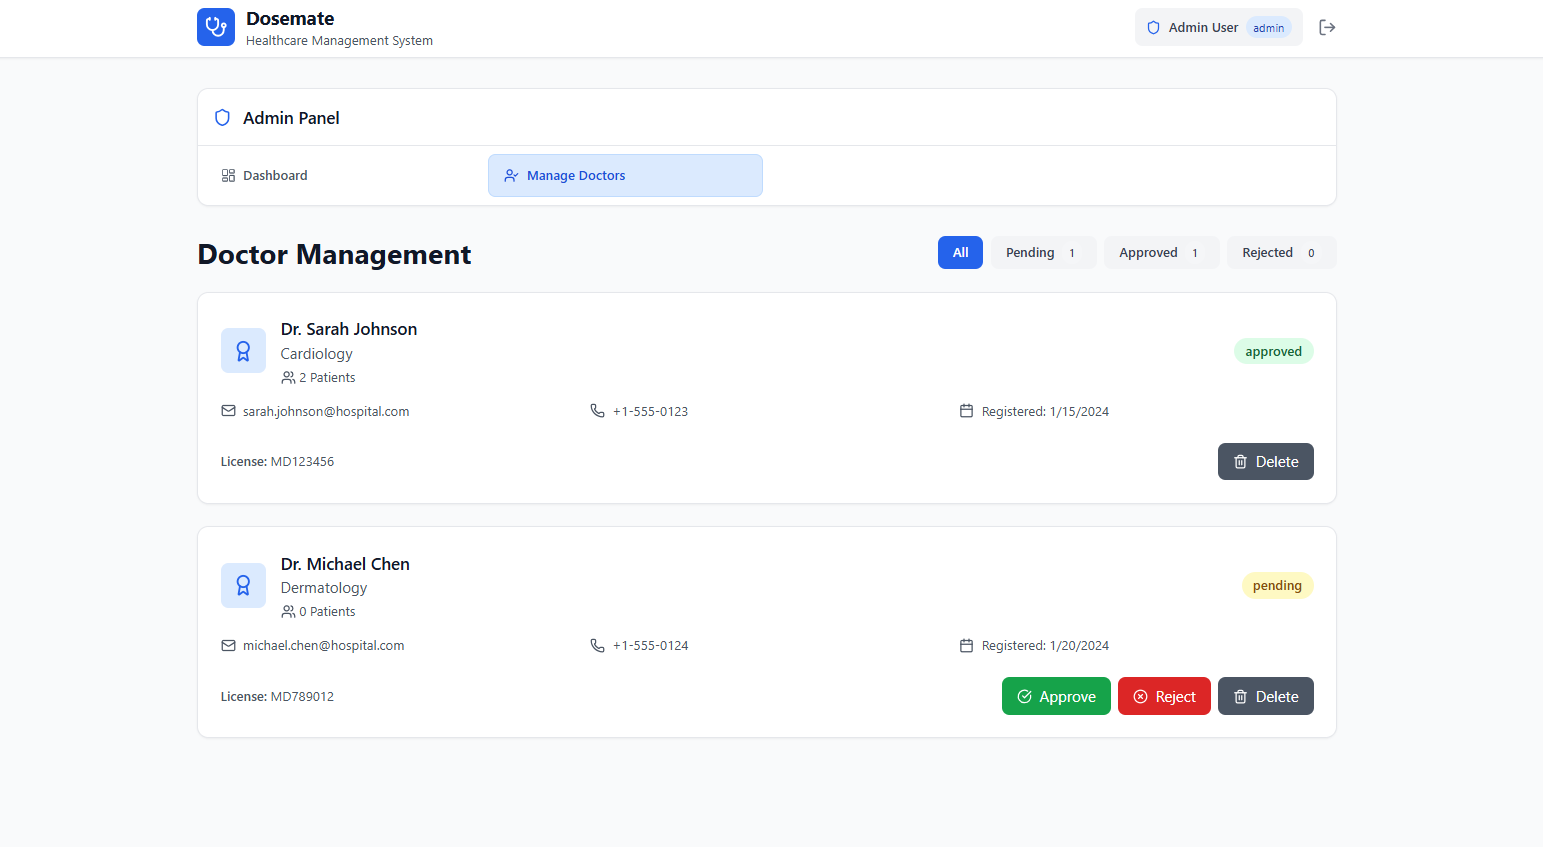 Dosemate
Healthcare Management System
Admin User admin
Admin Panel
Dashboard
Manage Doctors
Doctor Management
All
Pending 1
Approved 1
Rejected 0
Dr. Sarah Johnson
Cardiology
2 Patients
approved
sarah.johnson@hospital.com
+1-555-0123
Registered: 1/15/2024
License: MD123456
Delete
Dr. Michael Chen
Dermatology
0 Patients
pending
michael.chen@hospital.com
+1-555-0124
Registered: 1/20/2024
License: MD789012
Approve
Reject
Delete